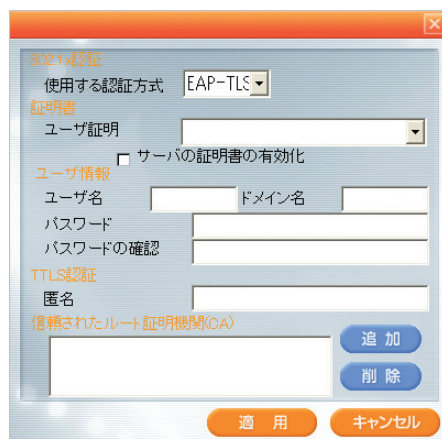 802.1x認証
使用する認証方式 EAP-TLS
証明書
ユーザ証明
サーバの証明書の有効化
ユーザ情報
ユーザ名 ドメイン名
パスワード
パスワードの確認
TTLS認証
匿名
信頼されたルート証明機関(CA)
追 加
削 除
適 用 キャンセル